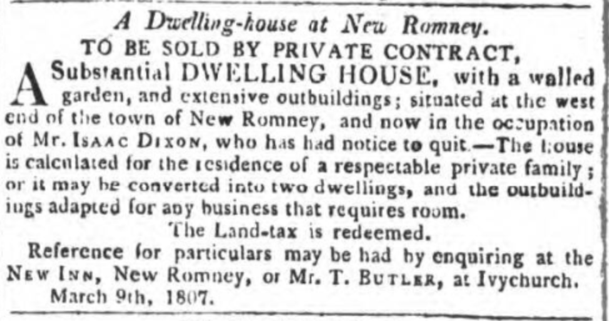 A Dwelling-house at New Romney.
TO BE SOLD BY PRIVATE CONTRACT,
A Substantial DWELLING HOUSE, with a walled
garden, and extensive outbuildings; situated at the west
end of the town of New Romney, and now in the occupation
of Mr. ISAAC DIXON, who has had notice to quit.—The house
is calculated for the residence of a respectable private family;
or it may be converted into two dwellings, and the outbuild-
ings adapted for any business that requires room.
The Land-tax is redeemed.
Reference for particulars may be had by enquiring at the
NEW INN, New Romney, or Mr. T. BUTLER, at Ivychurch.
March 9th, 1807.